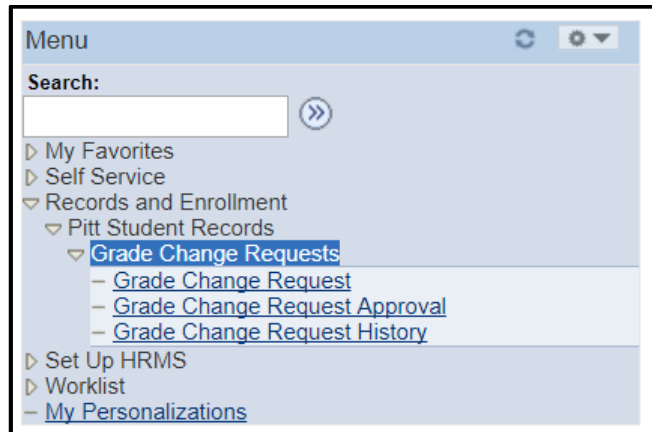 Menu
Search:
My Favorites
Self Service
Records and Enrollment
Pitt Student Records
Grade Change Requests
Grade Change Request
Grade Change Request Approval
Grade Change Request History
Set Up HRMS
Worklist
My Personalizations